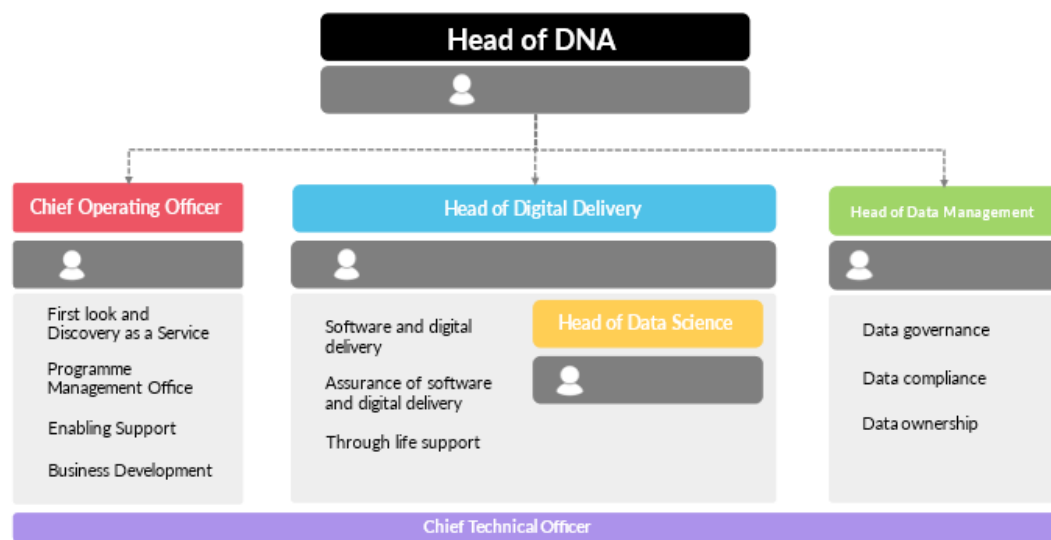 Head of DNA
Chief Operating Officer
First look and
Discovery as a Service
Programme
Management Office
Enabling Support
Business Development
Head of Digital Delivery
Software and digital
delivery
Assurance of software
and digital delivery
Through life support
Head of Data Science
Head of Data Management
Data governance
Data compliance
Data ownership
Chief Technical Officer